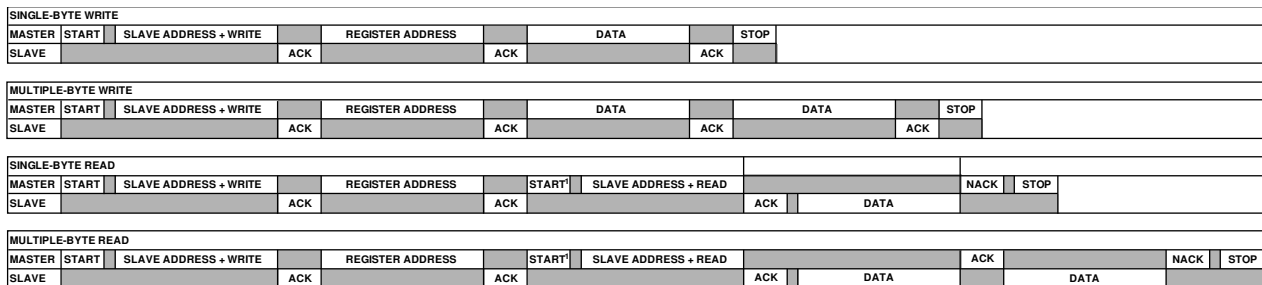 SINGLE-BYTE WRITE
MASTER START SLAVE ADDRESS + WRITE REGISTER ADDRESS DATA STOP
SLAVE ACK ACK ACK
MULTIPLE-BYTE WRITE
MASTER START SLAVE ADDRESS + WRITE REGISTER ADDRESS DATA DATA STOP
SLAVE ACK ACK ACK ACK
SINGLE-BYTE READ
MASTER START SLAVE ADDRESS + WRITE REGISTER ADDRESS START¹ SLAVE ADDRESS + READ NACK STOP
SLAVE ACK ACK ACK DATA
MULTIPLE-BYTE READ
MASTER START SLAVE ADDRESS + WRITE REGISTER ADDRESS START¹ SLAVE ADDRESS + READ ACK NACK STOP
SLAVE ACK ACK ACK DATA DATA